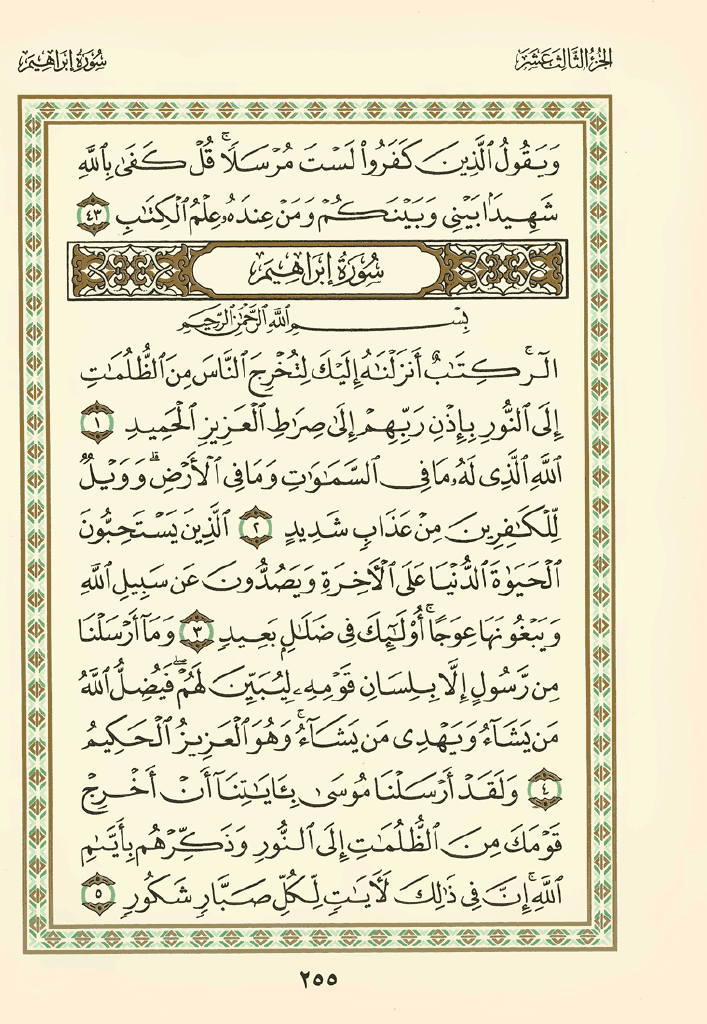 الجزء الثالث عشر
سورة إبراهيم
وَيَقُولُ ٱلَّذِينَ كَفَرُوا۟ لَسْتَ مُرْسَلًا ۚ قُلْ كَفَىٰ بِٱللَّهِ
شَهِيدًۢا بَيْنِى وَبَيْنَكُمْ وَمَنْ عِندَهُۥ عِلْمُ ٱلْكِتَٰبِ ٤٣
سُورَةُ إِبْرَاهِيمَ
بِسْمِ ٱللَّهِ ٱلرَّحْمَٰنِ ٱلرَّحِيمِ
الٓر ۚ كِتَٰبٌ أَنزَلْنَٰهُ إِلَيْكَ لِتُخْرِجَ ٱلنَّاسَ مِنَ ٱلظُّلُمَٰتِ
إِلَى ٱلنُّورِ بِإِذْنِ رَبِّهِمْ إِلَىٰ صِرَٰطِ ٱلْعَزِيزِ ٱلْحَمِيدِ ١
ٱللَّهِ ٱلَّذِى لَهُۥ مَا فِى ٱلسَّمَٰوَٰتِ وَمَا فِى ٱلْأَرْضِ ۗ وَوَيْلٌ
لِّلْكَٰفِرِينَ مِنْ عَذَابٍ شَدِيدٍ ٢ ٱلَّذِينَ يَسْتَحِبُّونَ
ٱلْحَيَوٰةَ ٱلدُّنْيَا عَلَى ٱلْءَاخِرَةِ وَيَصُدُّونَ عَن سَبِيلِ ٱللَّهِ
وَيَبْغُونَهَا عِوَجًا ۚ أُو۟لَٰٓئِكَ فِى ضَلَٰلٍۭ بَعِيدٍ ٣ وَمَآ أَرْسَلْنَا
مِن رَّسُولٍ إِلَّا بِلِسَانِ قَوْمِهِۦ لِيُبَيِّنَ لَهُمْ ۖ فَيُضِلُّ ٱللَّهُ
مَن يَشَآءُ وَيَهْدِى مَن يَشَآءُ ۚ وَهُوَ ٱلْعَزِيزُ ٱلْحَكِيمُ
٤ وَلَقَدْ أَرْسَلْنَا مُوسَىٰ بِـَٔايَٰتِنَآ أَنْ أَخْرِجْ
قَوْمَكَ مِنَ ٱلظُّلُمَٰتِ إِلَى ٱلنُّورِ وَذَكِّرْهُم بِأَيَّىٰمِ
ٱللَّهِ ۚ إِنَّ فِى ذَٰلِكَ لَءَايَٰتٍ لِّكُلِّ صَبَّارٍ شَكُورٍ ٥
٢٥٥